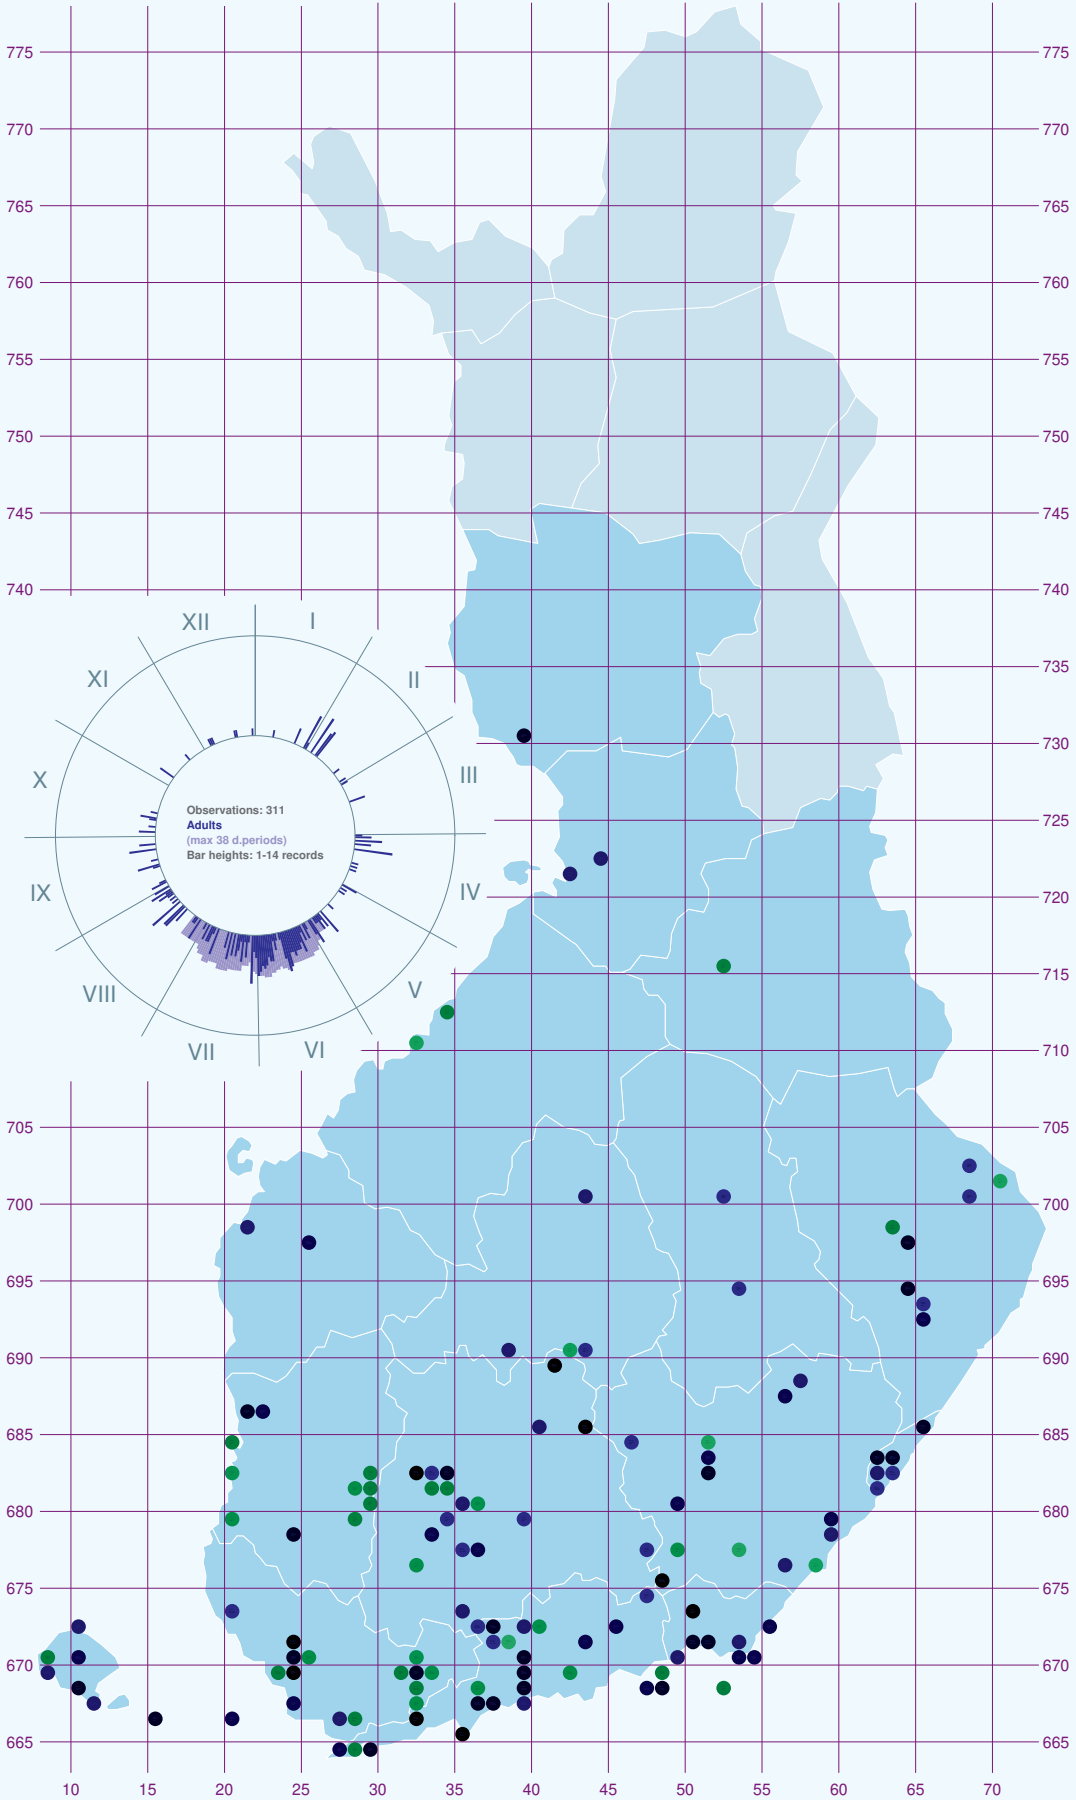 775 775
770 770
765 765
760 760
755 755
750 750
745 745
740 740
XII I
XI II
735 735
730 730
X III
Observations: 311
Adults
(max 38 d.periods)
Bar heights: 1-14 records
725 725
IX IV
720 720
VIII V
715 715
VII VI
710 710
705 705
700 700
695 695
690 690
685 685
680 680
675 675
670 670
665 665
10 15 20 25 30 35 40 45 50 55 60 65 70